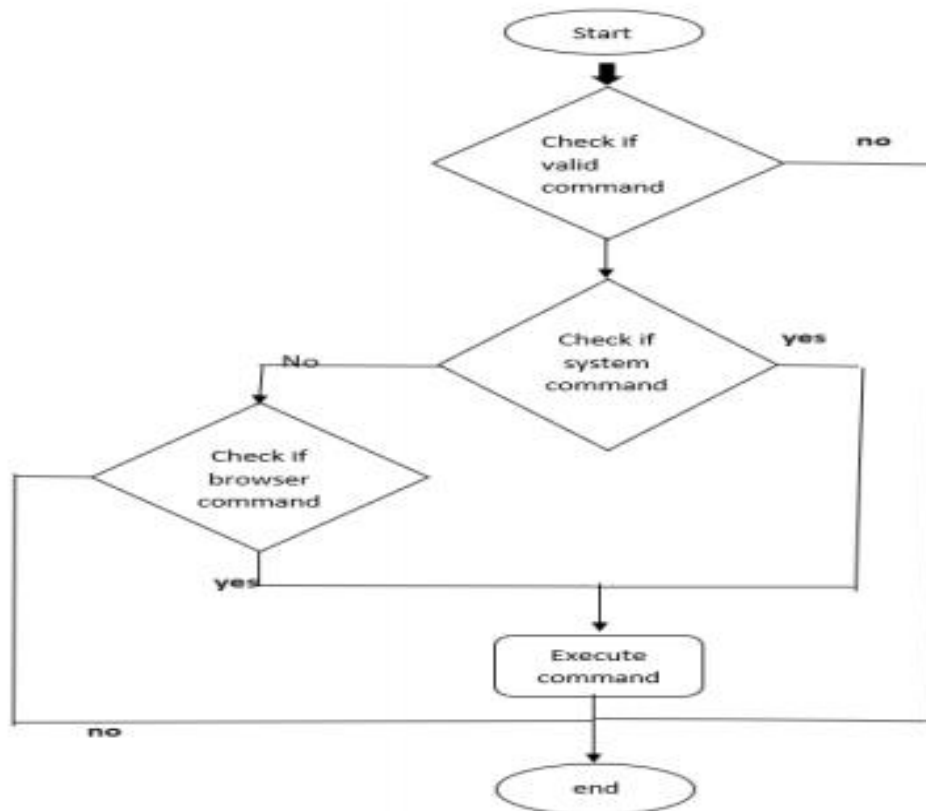 Start
Check if
valid
command
no
Check if
system
command
yes
No
Check if
browser
command
yes
Execute
command
no
end